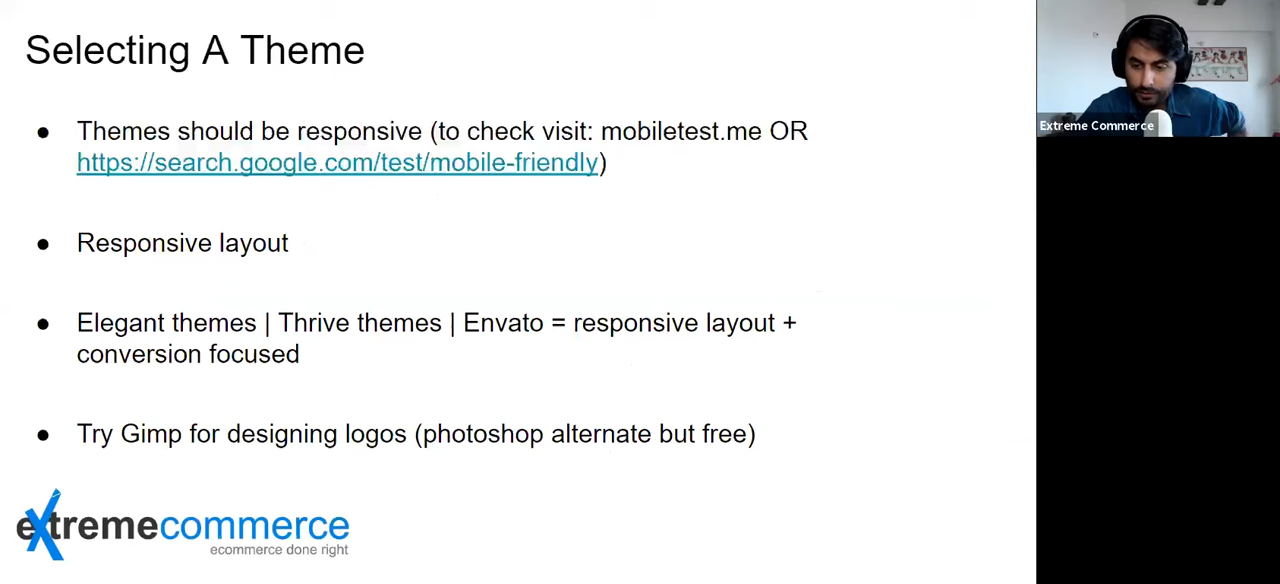 Selecting A Theme
● Themes should be responsive (to check visit: mobiletest.me OR
https://search.google.com/test/mobile-friendly)
● Responsive layout
● Elegant themes | Thrive themes | Envato = responsive layout +
conversion focused
● Try Gimp for designing logos (photoshop alternate but free)
extremecommerce
ecommerce done right
Extreme Commerce